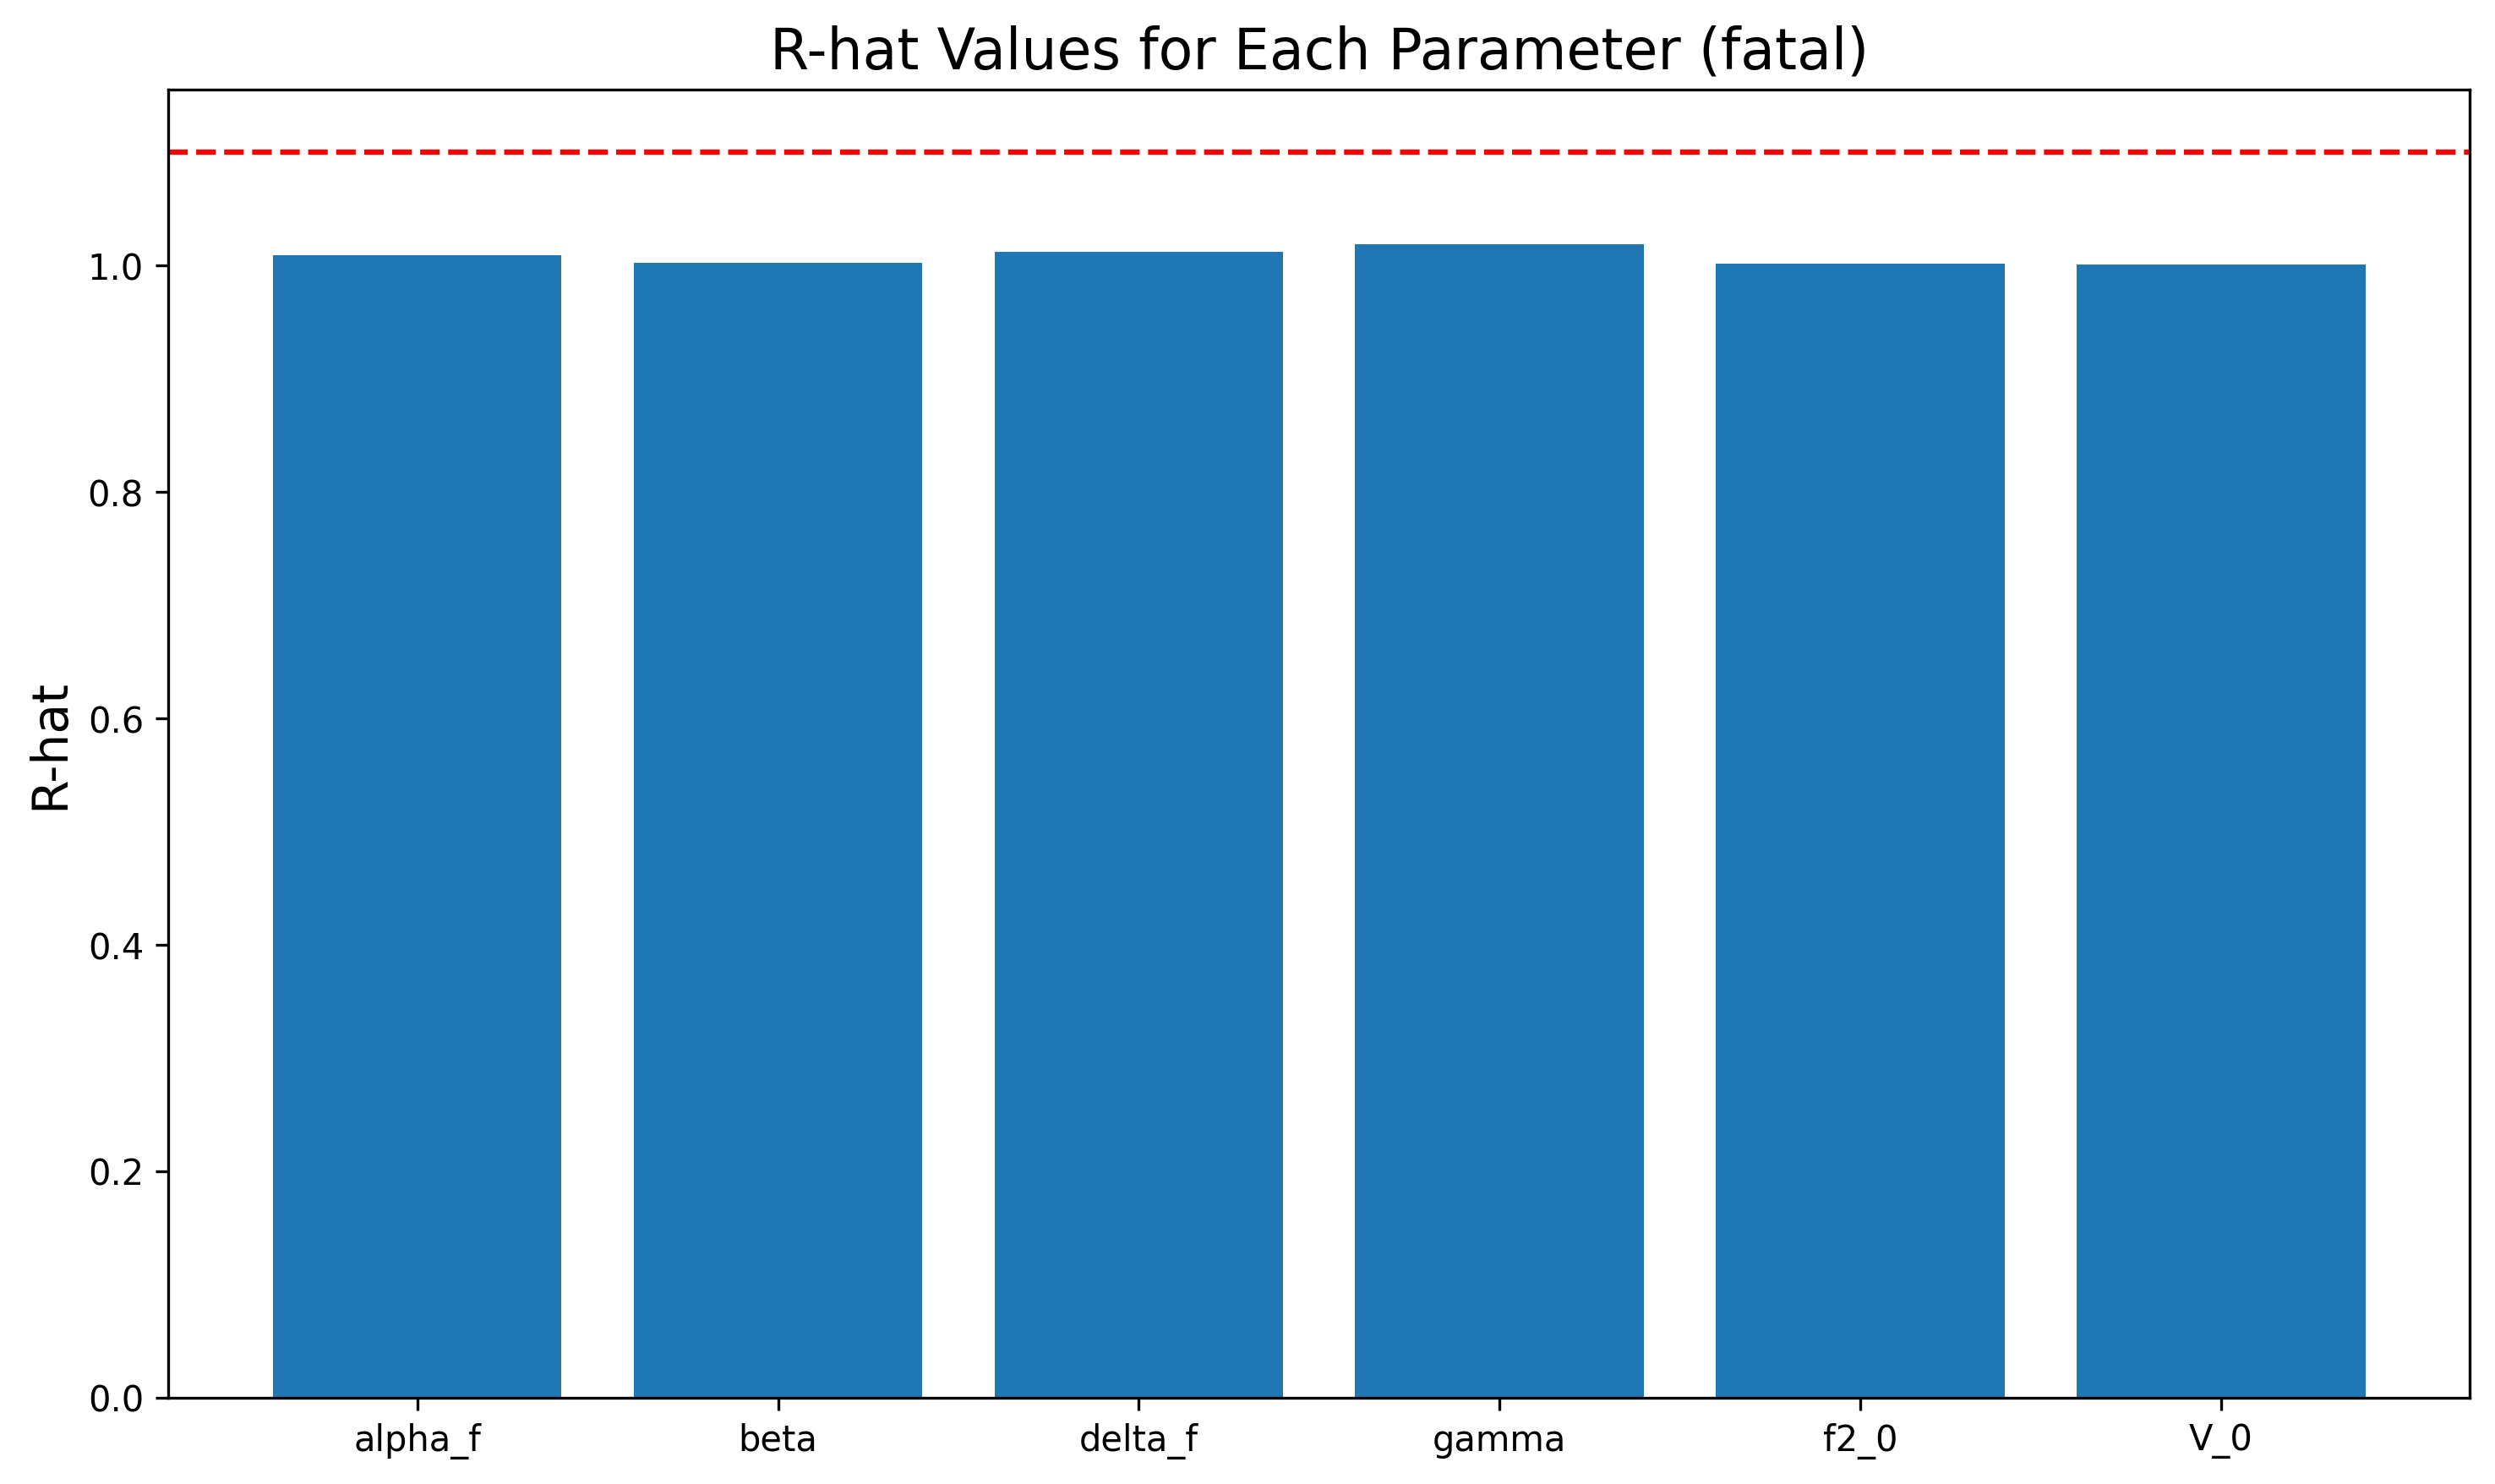 R-hat Values for Each Parameter (fatal)
R-hat
1.0
0.8
0.6
0.4
0.2
0.0
alpha_f
beta
delta_f
gamma
f2_0
V_0